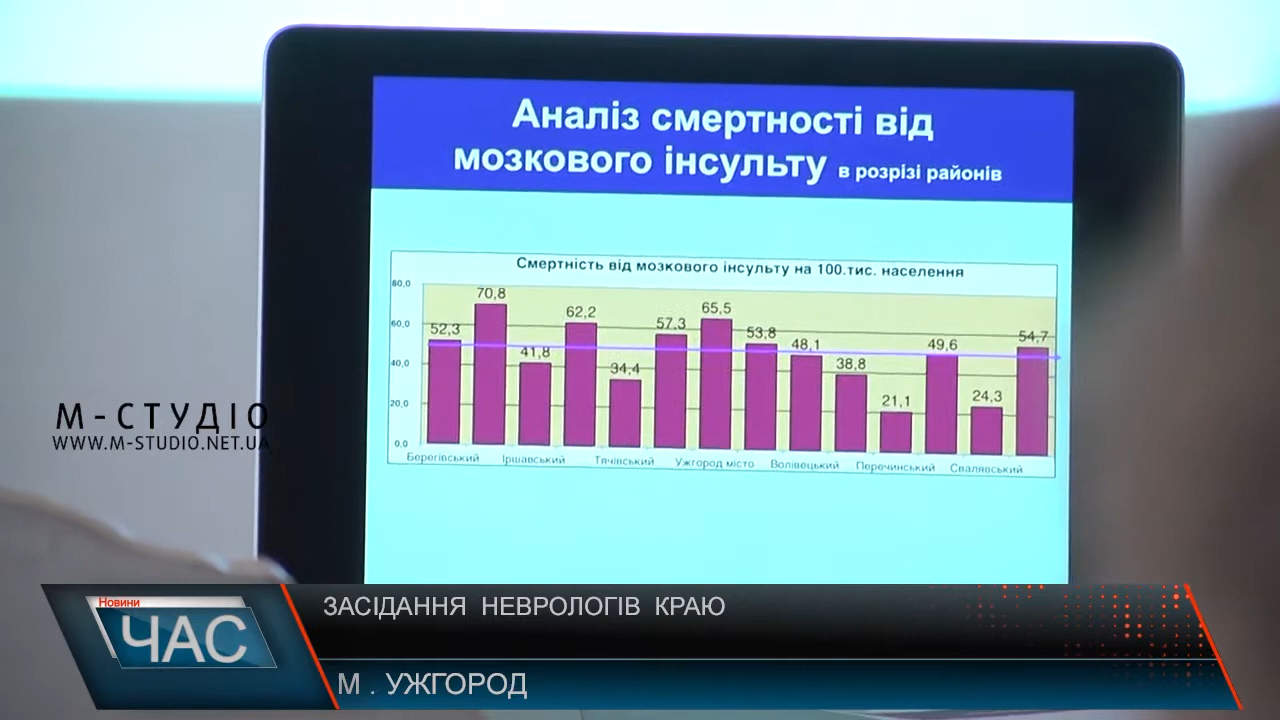 Аналіз смертності від
мозкового інсульту в розрізі районів
Смертність від мозкового інсульту на 100.тис. населення
80,0
60,0
40,0
20,0
0,0
52,3
70,8
41,8
62,2
34,4
57,3
65,5
53,8
48,1
38,8
21,1
49,6
24,3
54,7
Берегівський Іршавський Тячівський Ужгород місто Воловецький Перечинський Свалявський
М-СТУДІО
WWW.M-STUDIO.NET.UA
Новини
ЧАС
ЗАСІДАННЯ НЕВРОЛОГІВ КРАЮ
М . УЖГОРОД